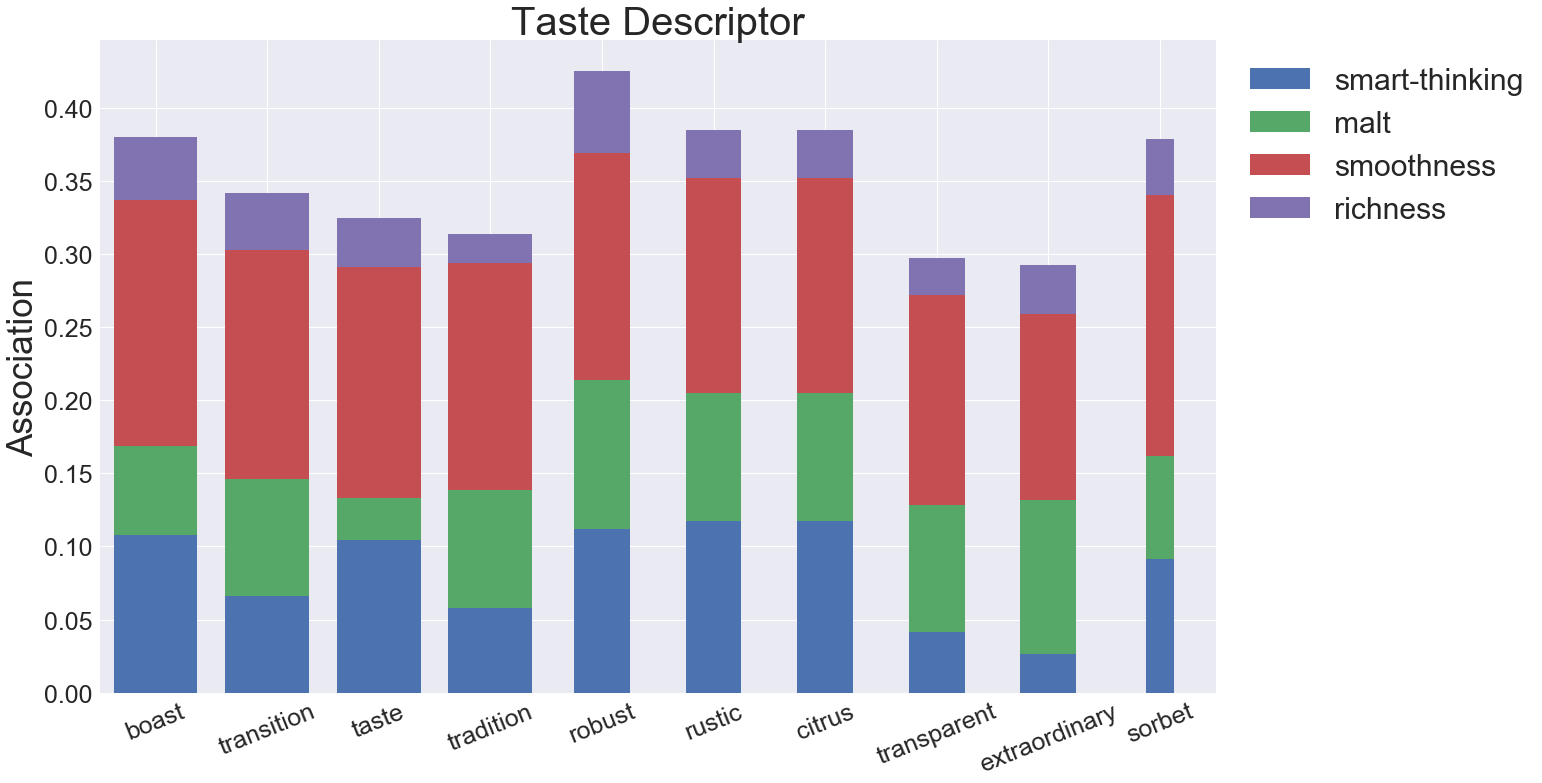 Taste Descriptor
smart-thinking
malt
smoothness
richness
Association
0.40
0.35
0.30
0.25
0.20
0.15
0.10
0.05
0.00
boast
transition
taste
tradition
robust
rustic
citrus
transparent
extraordinary
sorbet